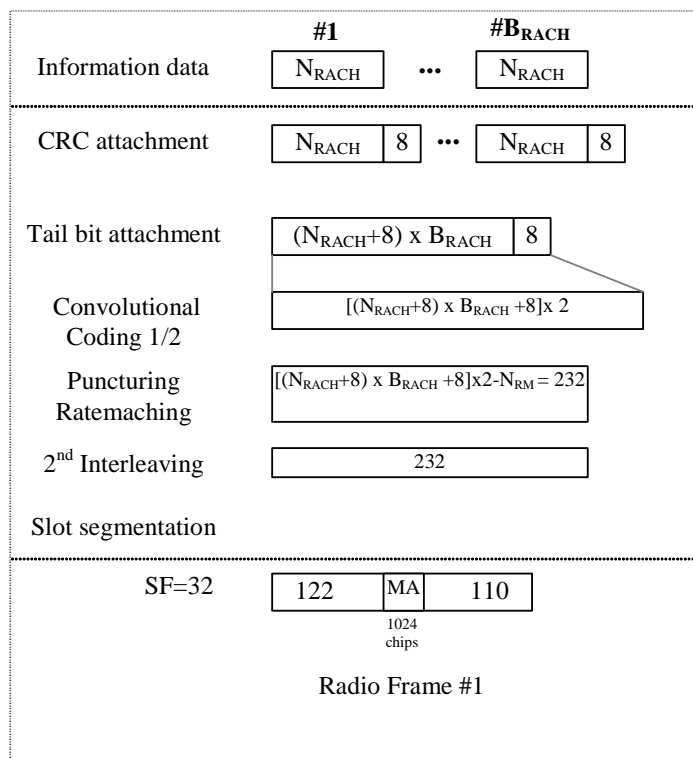 #1 #B_RACH
Information data N_RACH ••• N_RACH
CRC attachment N_RACH 8 ••• N_RACH 8
Tail bit attachment (N_RACH+8) x B_RACH 8
Convolutional
Coding 1/2
[(N_RACH+8) x B_RACH +8]x 2
Puncturing
Ratemaching
[(N_RACH+8) x B_RACH +8]x2-N_RM = 232
2nd Interleaving 232
Slot segmentation
SF=32 122 MA 110
1024
chips
Radio Frame #1